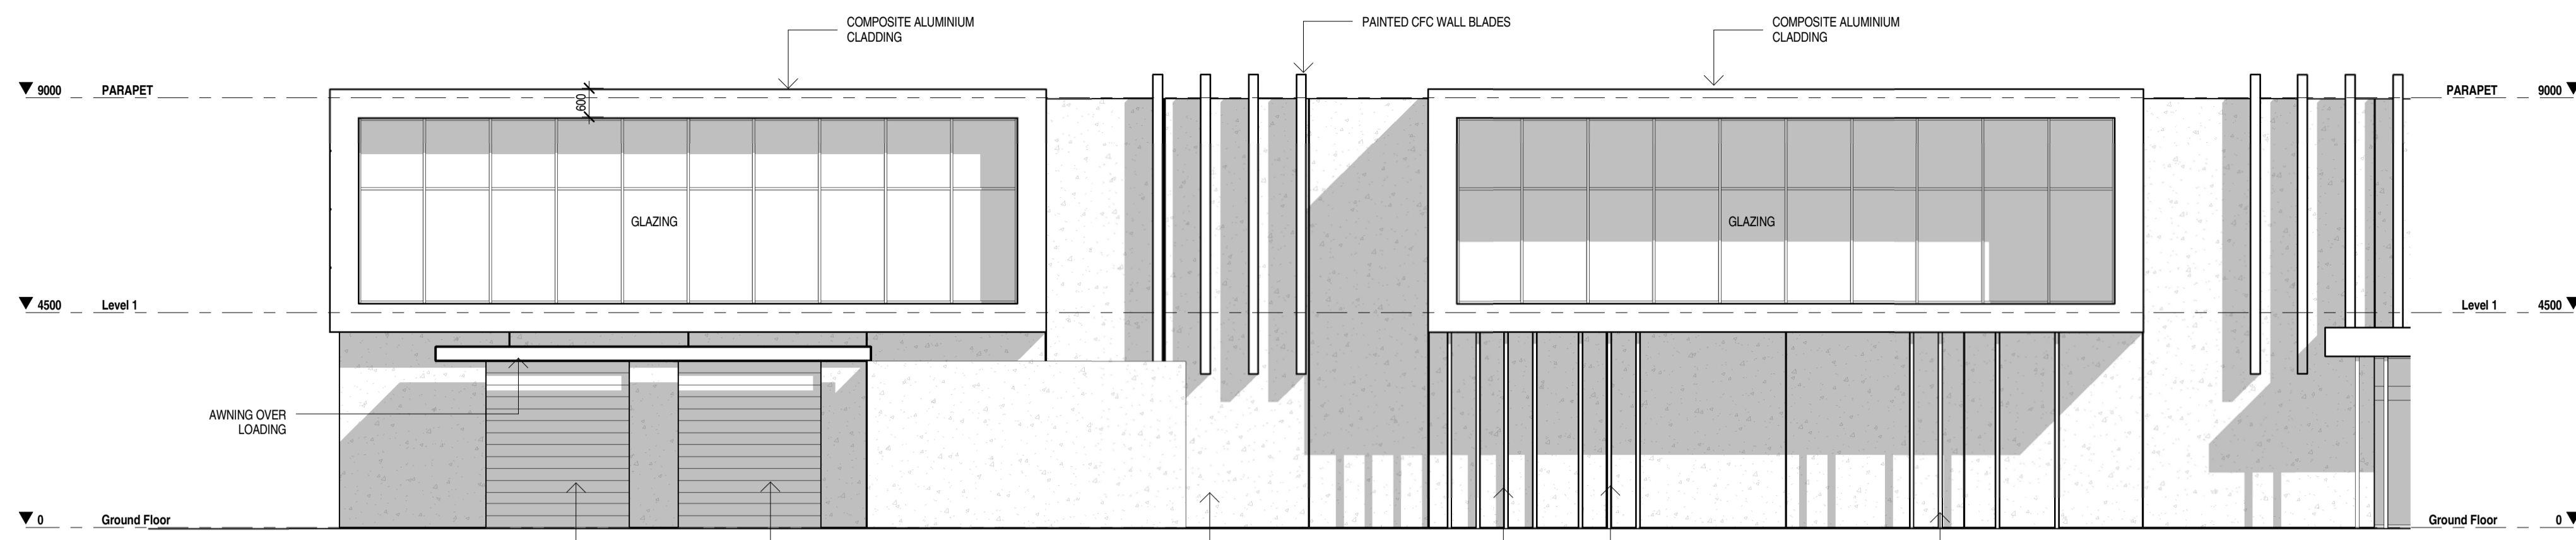 COMPOSITE ALUMINIUM
CLADDING
PAINTED CFC WALL BLADES
COMPOSITE ALUMINIUM
CLADDING
9000 PARAPET
600
PARAPET 9000
GLAZING
GLAZING
4500 Level 1
Level 1 4500
AWNING OVER
LOADING
0 Ground Floor
Ground Floor 0